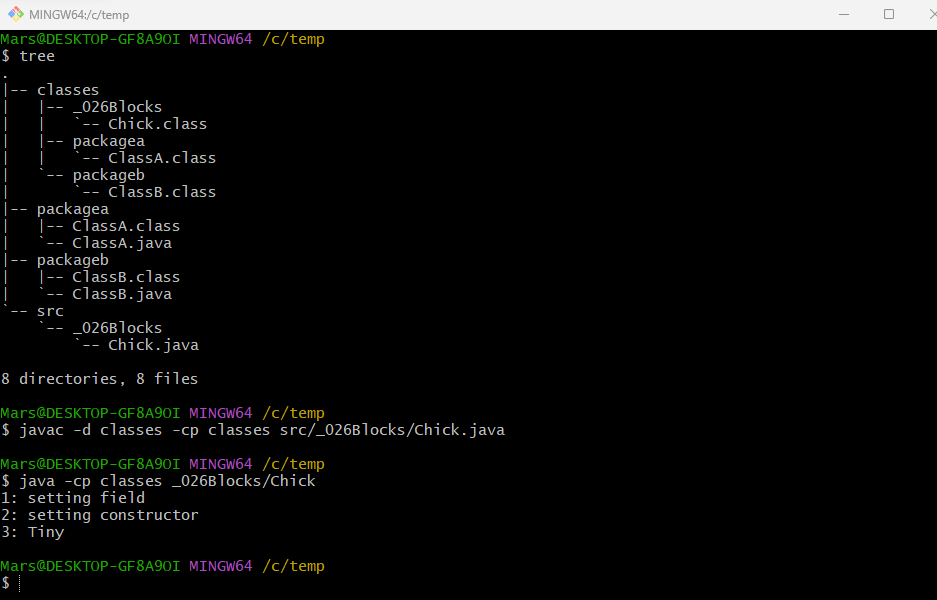 MINGW64:/c/temp
Mars@DESKTOP-GF8A9OI MINGW64 /c/temp
$ tree
.
|-- classes
|   |-- _026Blocks
|   |   `-- Chick.class
|   |-- packagea
|   |   `-- ClassA.class
|   `-- packageb
|       `-- ClassB.class
|-- packagea
|   |-- ClassA.class
|   `-- ClassA.java
|-- packageb
|   |-- ClassB.class
|   `-- ClassB.java
`-- src
    `-- _026Blocks
        `-- Chick.java
8 directories, 8 files
Mars@DESKTOP-GF8A9OI MINGW64 /c/temp
$ javac -d classes -cp classes src/_026Blocks/Chick.java
Mars@DESKTOP-GF8A9OI MINGW64 /c/temp
$ java -cp classes _026Blocks/Chick
1: setting field
2: setting constructor
3: Tiny
Mars@DESKTOP-GF8A9OI MINGW64 /c/temp
$